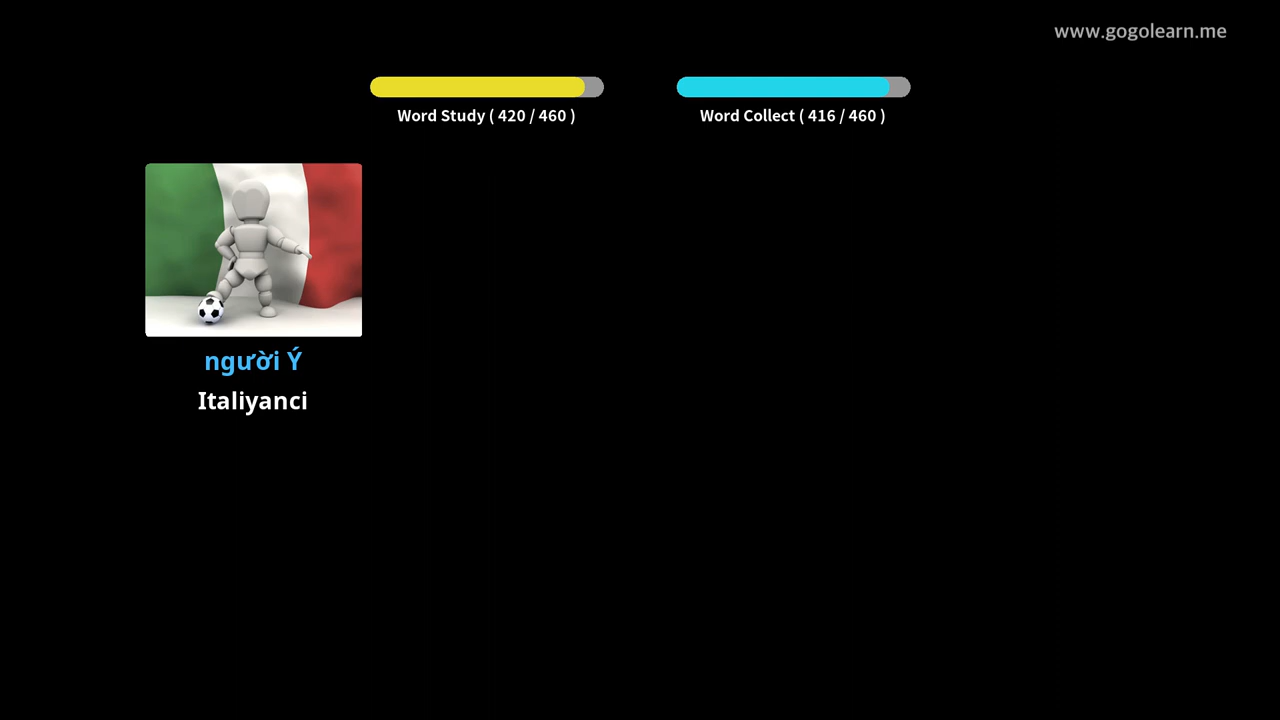 www.gogolearn.me
Word Study ( 420 / 460 )
Word Collect ( 416 / 460 )
người Ý
Italiyanci